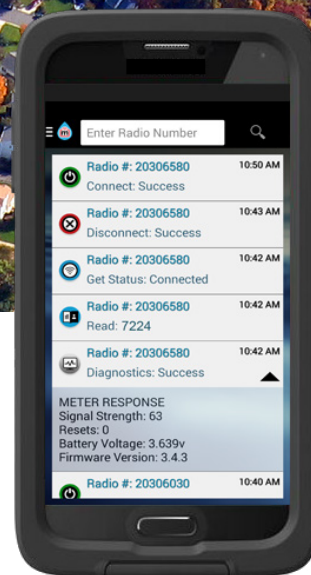 m
Enter Radio Number
Radio #: 20306580 10:50 AM
Connect: Success
Radio #: 20306580 10:43 AM
Disconnect: Success
Radio #: 20306580 10:42 AM
Get Status: Connected
Radio #: 20306580 10:42 AM
Read: 7224
Radio #: 20306580 10:42 AM
Diagnostics: Success
METER RESPONSE
Signal Strength: 63
Resets: 0
Battery Voltage: 3.639v
Firmware Version: 3.4.3
Radio #: 20306030 10:40 AM